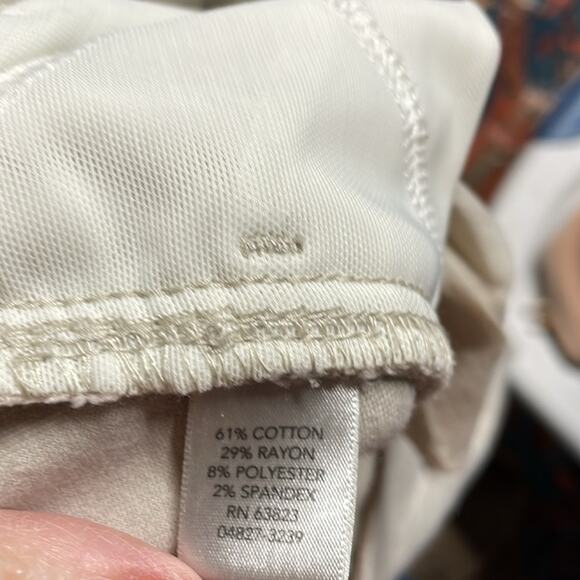 61% COTTON
29% RAYON
8% POLYESTER
2% SPANDEX
RN 63823
04827-3239